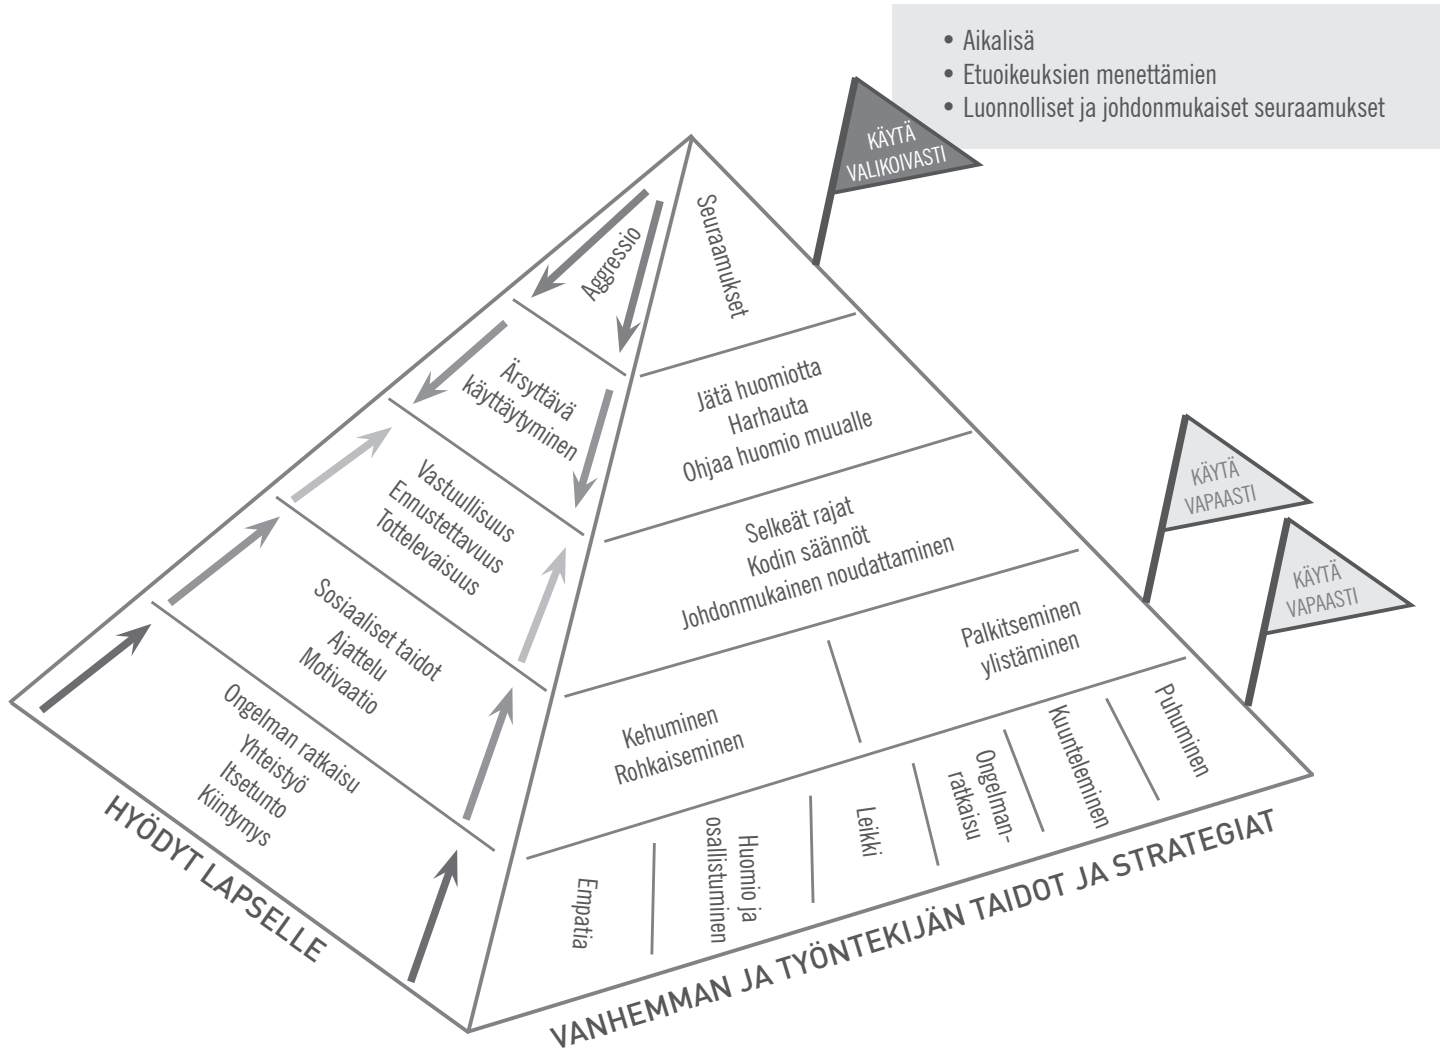 • Aikalisä
• Etuoikeuksien menettämien
• Luonnolliset ja johdonmukaiset seuraamukset
KÄYTÄ
VALIKOIVASTI
Aggressio
Seuraamukset
Ärsyttävä
käyttäytyminen
Jätä huomiotta
Harhauta
Ohjaa huomio muualle
KÄYTÄ
VAPAASTI
Vastuullisuus
Ennustettavuus
Tottelevaisuus
Selkeät rajat
Kodin säännöt
Johdonmukainen noudattaminen
KÄYTÄ
VAPAASTI
Sosiaaliset taidot
Ajattelu
Motivaatio
Kehuminen
Rohkaiseminen
Palkitseminen
ylistäminen
Ongelman ratkaisu
Yhteistyö
Itsetunto
Kiintymys
Empatia
Huomio ja
osallistuminen
Leikki
Ongelman-
ratkaisu
Kuunteleminen
Puhuminen
HYÖDYT LAPSELLE
VANHEMMAN JA TYÖNTEKIJÄN TAIDOT JA STRATEGIAT